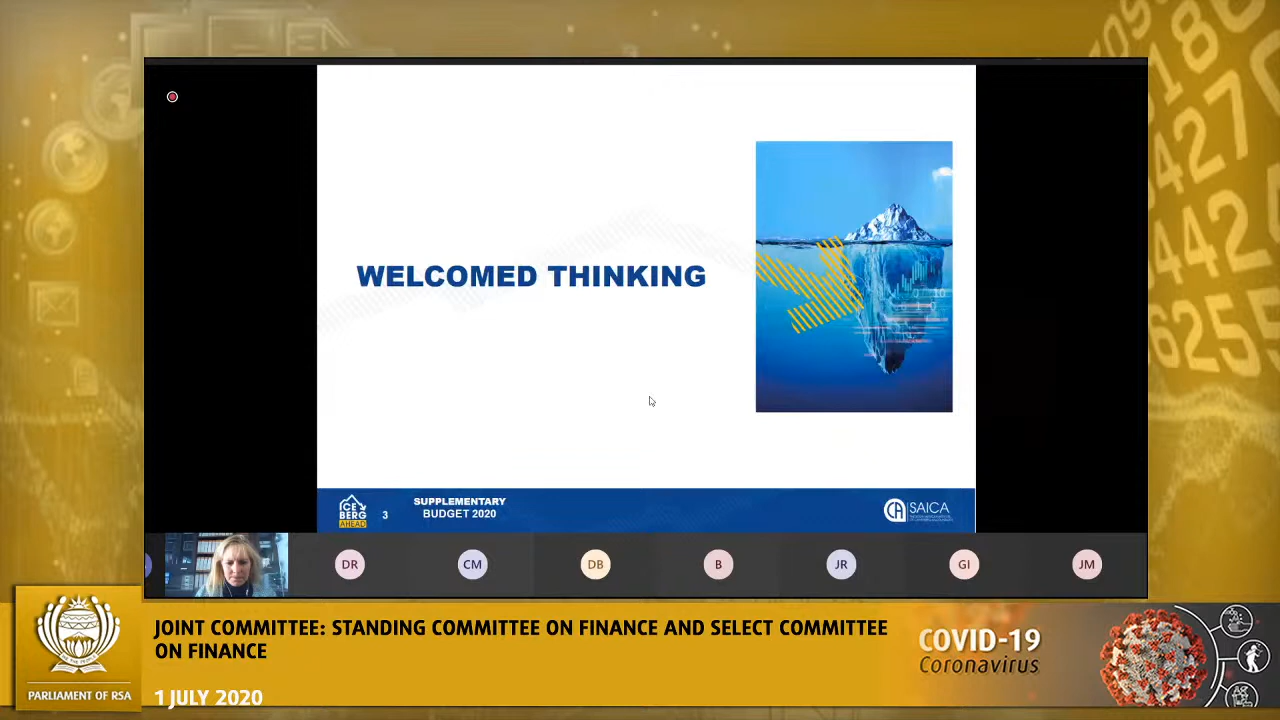 WELCOMED THINKING
ICE
BERG
AHEAD
3
SUPPLEMENTARY
BUDGET 2020
CA SAICA
DR
CM
DB
B
JR
GI
JM
PARLIAMENT OF RSA
JOINT COMMITTEE: STANDING COMMITTEE ON FINANCE AND SELECT COMMITTEE
ON FINANCE
1 JULY 2020
COVID-19
Coronavirus